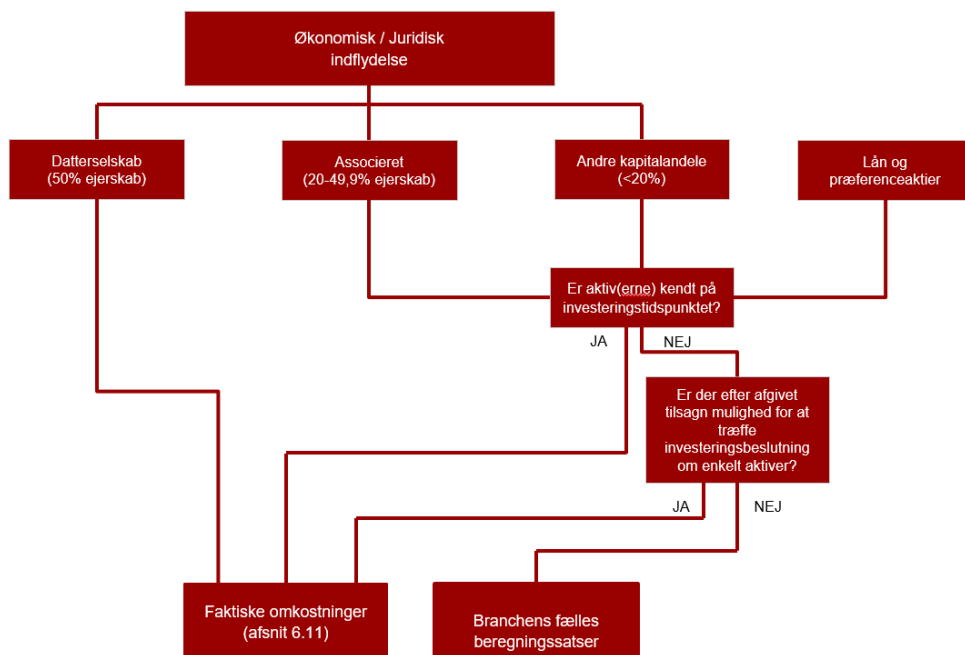 Økonomisk / Juridisk
indflydelse
Datterselskab
(50% ejerskab)
Associeret
(20-49,9% ejerskab)
Andre kapitalandele
(<20%)
Lån og
præferenceaktier
Er aktiv(erne) kendt på
investeringstidspunktet?
JA
NEJ
Er der efter afgivet
tilsagn mulighed for at
træffe
investeringsbeslutning
om enkelt aktiver?
JA
NEJ
Faktiske omkostninger
(afsnit 6.11)
Branchens fælles
beregningssatser